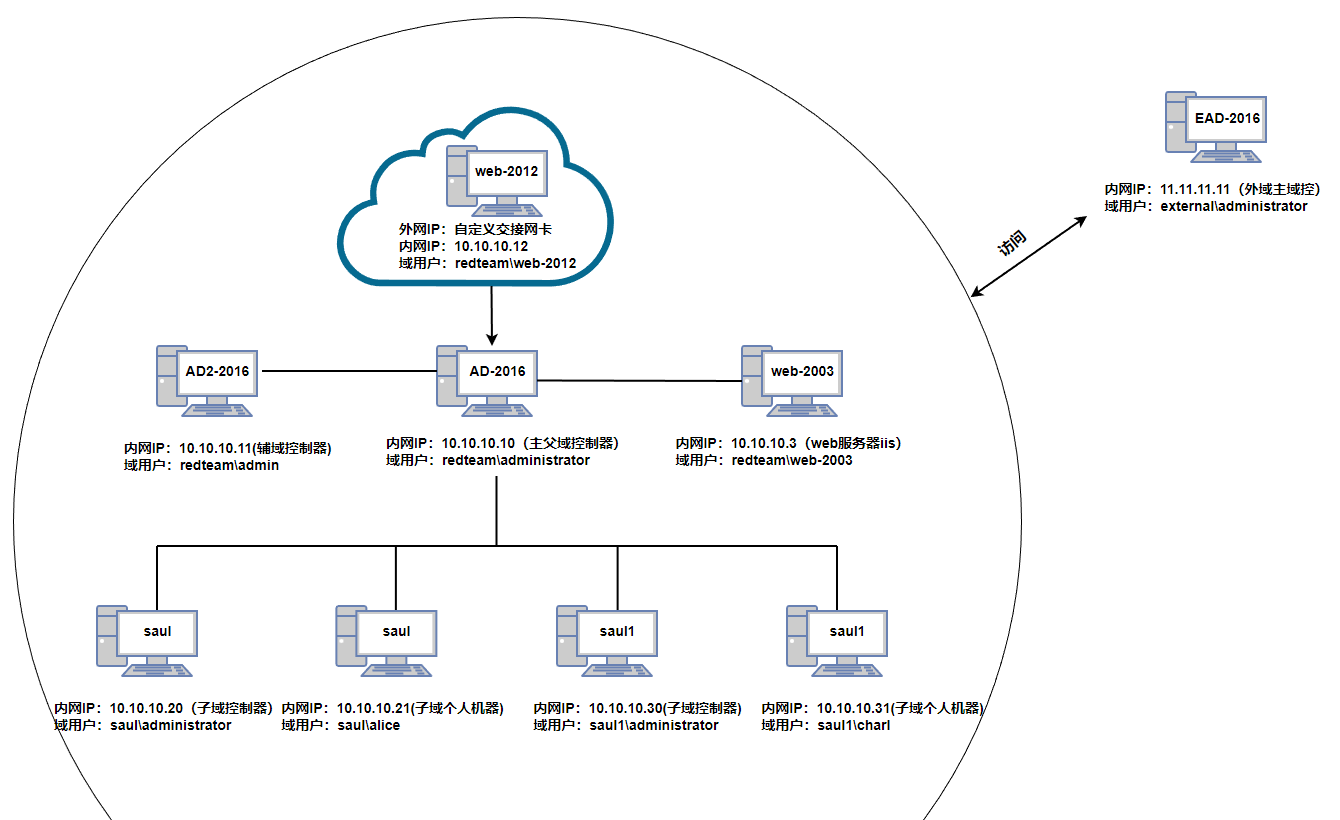 EAD-2016
内网IP：11.11.11.11（外域主域控）
域用户：external\administrator
访问
web-2012
外网IP：自定义交接网卡
内网IP：10.10.10.12
域用户：redteam\web-2012
AD2-2016
内网IP：10.10.10.11(辅域控制器)
域用户：redteam\admin
AD-2016
内网IP：10.10.10.10（主父域控制器）
域用户：redteam\administrator
web-2003
内网IP：10.10.10.3（web服务器iis）
域用户：redteam\web-2003
saul
内网IP：10.10.10.20（子域控制器）
域用户：saul\administrator
saul
内网IP：10.10.10.21(子域个人机器)
域用户：saul\alice
saul1
内网IP：10.10.10.30(子域控制器)
域用户：saul1\administrator
saul1
内网IP：10.10.10.31(子域个人机器)
域用户：saul1\charl